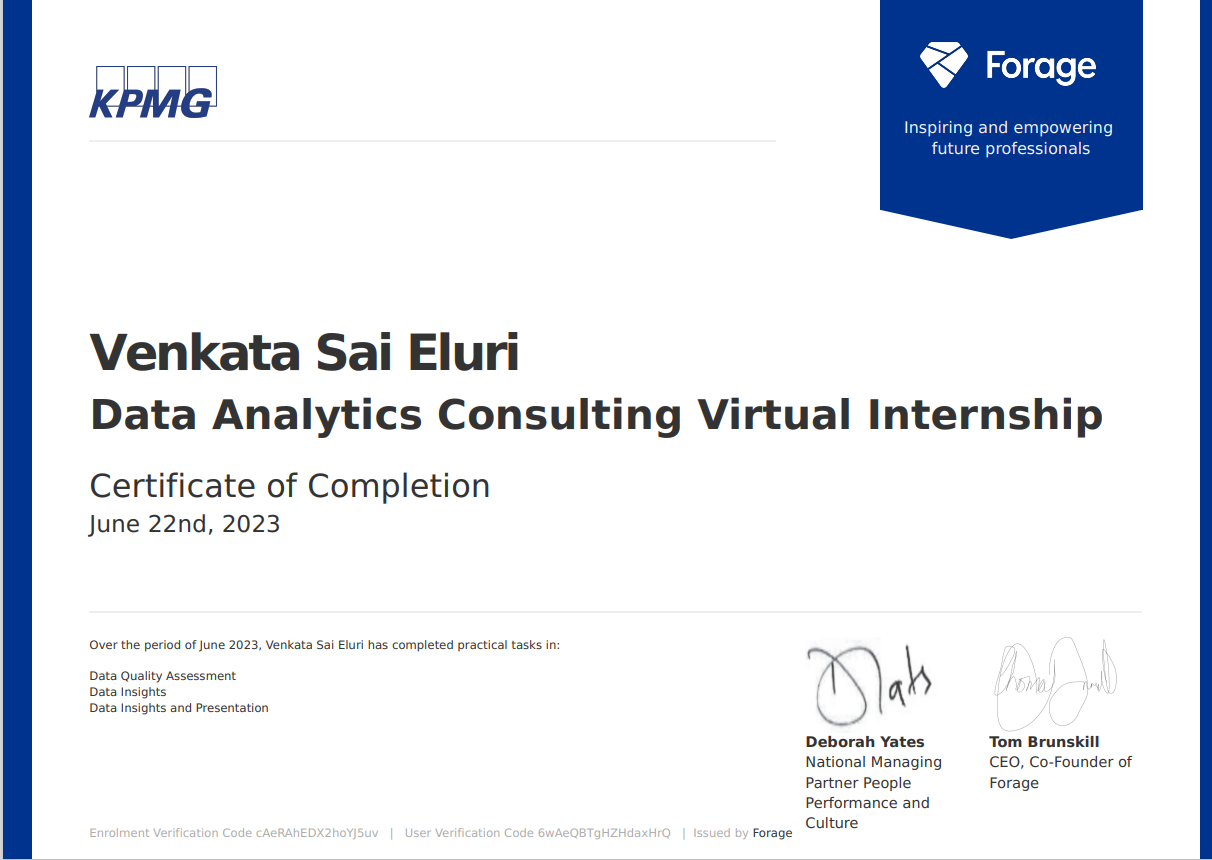 KPMG
Forage
Inspiring and empowering
future professionals
Venkata Sai Eluri
Data Analytics Consulting Virtual Internship
Certificate of Completion
June 22nd, 2023
Over the period of June 2023, Venkata Sai Eluri has completed practical tasks in:
Data Quality Assessment
Data Insights
Data Insights and Presentation
Deborah Yates
National Managing
Partner People
Performance and
Culture
Tom Brunskill
CEO, Co-Founder of
Forage
Enrolment Verification Code cAeRAhEDX2hoYJ5uv | User Verification Code 6wAeQBTgHZHdaxHrQ | Issued by Forage